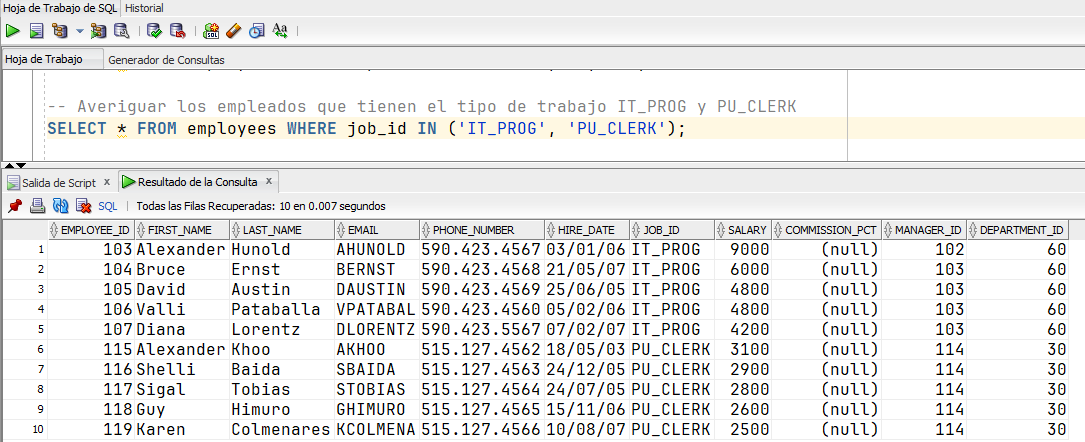 Hoja de Trabajo de SQL Historial
SQL
Aa
Hoja de Trabajo Generador de Consultas
-- Averiguar los empleados que tienen el tipo de trabajo IT_PROG y PU_CLERK
SELECT * FROM employees WHERE job_id IN ('IT_PROG', 'PU_CLERK');
Salida de Script x Resultado de la Consulta x
SQL | Todas las Filas Recuperadas: 10 en 0.007 segundos
EMPLOYEE_ID FIRST_NAME LAST_NAME EMAIL PHONE_NUMBER HIRE_DATE JOB_ID SALARY COMMISSION_PCT MANAGER_ID DEPARTMENT_ID
1 103 Alexander Hunold AHUNOLD 590.423.4567 03/01/06 IT_PROG 9000 (null) 102 60
2 104 Bruce Ernst BERNST 590.423.4568 21/05/07 IT_PROG 6000 (null) 103 60
3 105 David Austin DAUSTIN 590.423.4569 25/06/05 IT_PROG 4800 (null) 103 60
4 106 Valli Pataballa VPATABAL 590.423.4560 05/02/06 IT_PROG 4800 (null) 103 60
5 107 Diana Lorentz DLORENTZ 590.423.5567 07/02/07 IT_PROG 4200 (null) 103 60
6 115 Alexander Khoo AKHOO 515.127.4562 18/05/03 PU_CLERK 3100 (null) 114 30
7 116 Shelli Baida SBAIDA 515.127.4563 24/12/05 PU_CLERK 2900 (null) 114 30
8 117 Sigal Tobias STOBIAS 515.127.4564 24/07/05 PU_CLERK 2800 (null) 114 30
9 118 Guy Himuro GHIMURO 515.127.4565 15/11/06 PU_CLERK 2600 (null) 114 30
10 119 Karen Colmenares KCOLMENA 515.127.4566 10/08/07 PU_CLERK 2500 (null) 114 30